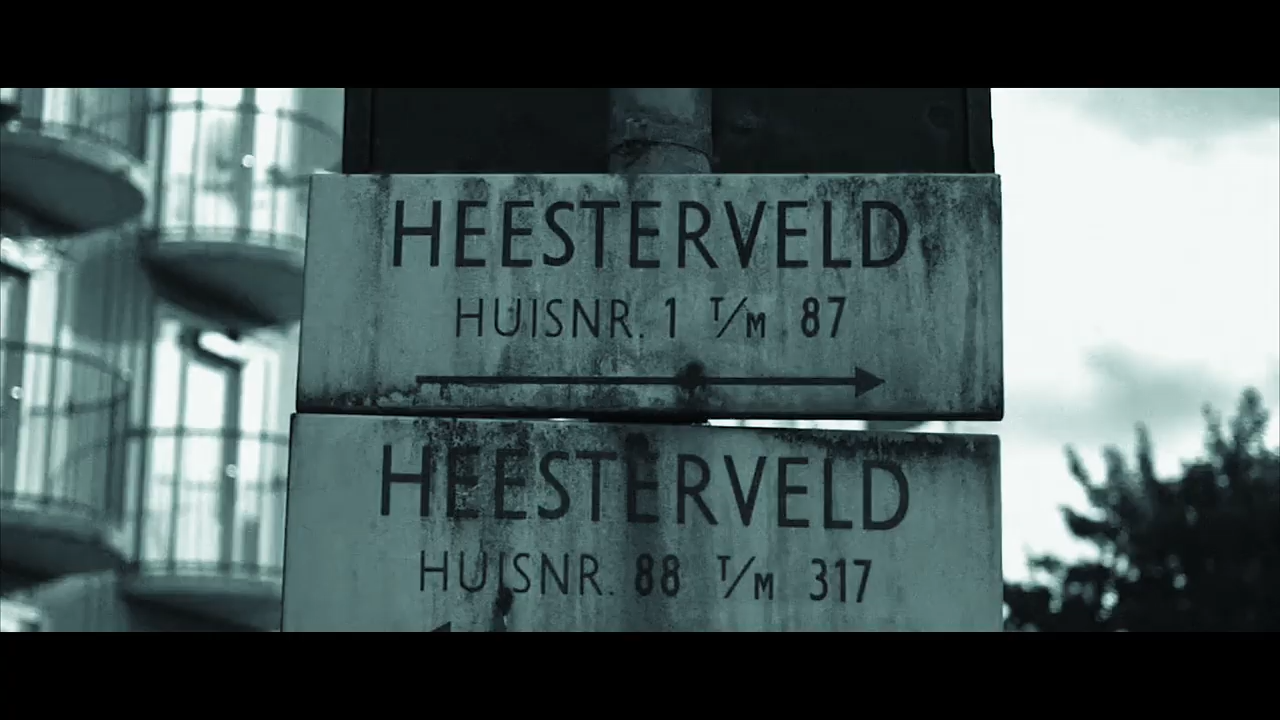 HEESTERVELD
HUISNR. 1 T/M 87
HEESTERVELD
HUISNR. 88 T/M 317